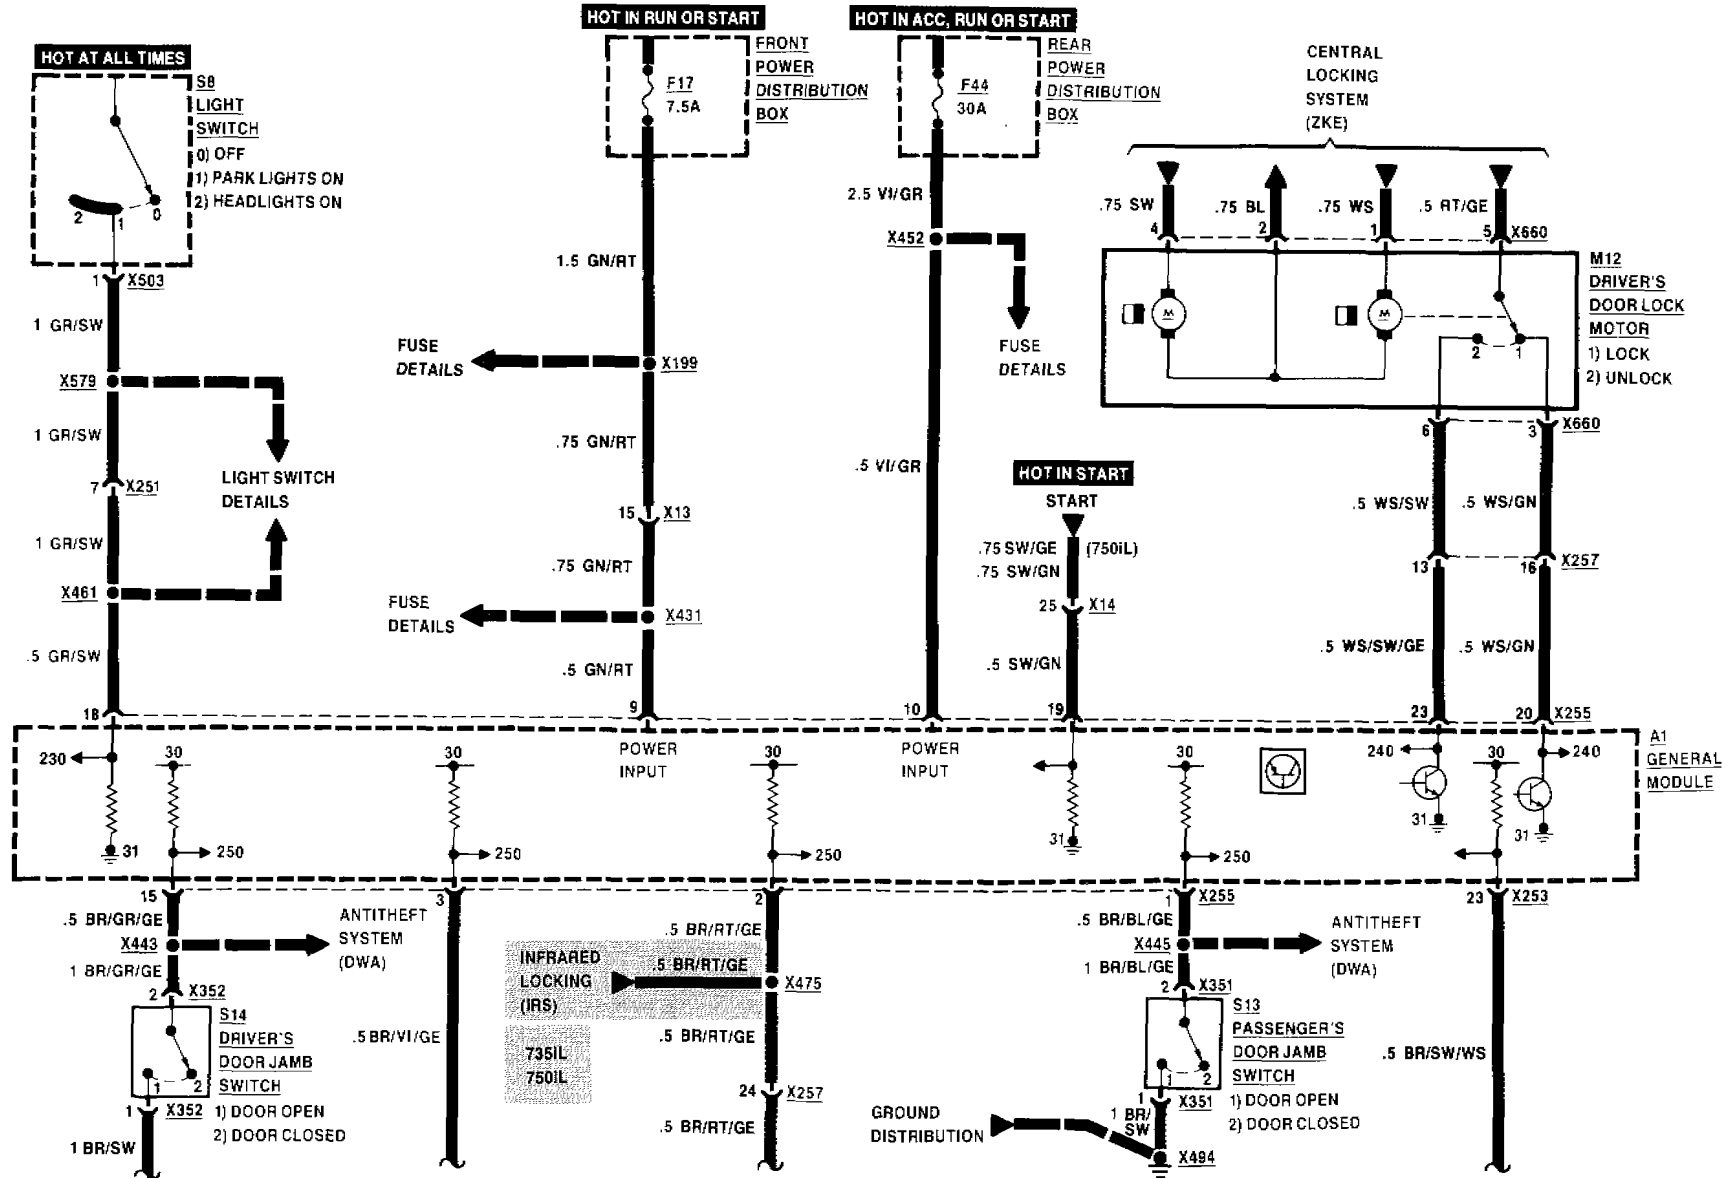 HOT AT ALL TIMES
S8
LIGHT
SWITCH
0) OFF
1) PARK LIGHTS ON
2) HEADLIGHTS ON
2
1
0
1
X503
1 GR/SW
X579
1 GR/SW
7
X251
LIGHT SWITCH
DETAILS
1 GR/SW
X461
.5 GR/SW
18
HOT IN RUN OR START
FRONT
POWER
DISTRIBUTION
BOX
F17
7.5A
1.5 GN/RT
FUSE
DETAILS
X199
.75 GN/RT
15
X13
.75 GN/RT
FUSE
DETAILS
X431
.5 GN/RT
9
HOT IN ACC, RUN OR START
REAR
POWER
DISTRIBUTION
BOX
F44
30A
2.5 VI/GR
X452
FUSE
DETAILS
.5 VI/GR
10
HOT IN START
START
.75 SW/GE
(750iL)
.75 SW/GN
25
X14
.5 SW/GN
19
CENTRAL
LOCKING
SYSTEM
(ZKE)
.75 SW
.75 BL
.75 WS
.5 RT/GE
4
2
1
5
X660
M
M
2
1
M12
DRIVER'S
DOOR LOCK
MOTOR
1) LOCK
2) UNLOCK
6
3
X660
.5 WS/SW
.5 WS/GN
13
16
X257
.5 WS/SW/GE
.5 WS/GN
23
20
X255
A1
GENERAL
MODULE
230
30
30
POWER
INPUT
30
POWER
INPUT
30
240
30
240
31
250
250
250
31
250
31
31
15
3
2
1
X255
23
X253
.5 BR/GR/GE
X443
1 BR/GR/GE
ANTITHEFT
SYSTEM
(DWA)
2
X352
S14
DRIVER'S
DOOR JAMB
SWITCH
1) DOOR OPEN
2) DOOR CLOSED
1
2
1
X352
1 BR/SW
.5 BR/VI/GE
.5 BR/RT/GE
INFRARED
LOCKING
(IRS)
.5 BR/RT/GE
X475
735IL
750IL
.5 BR/RT/GE
24
X257
.5 BR/RT/GE
.5 BR/BL/GE
X445
1 BR/BL/GE
ANTITHEFT
SYSTEM
(DWA)
2
X351
S13
PASSENGER'S
DOOR JAMB
SWITCH
1) DOOR OPEN
2) DOOR CLOSED
1
2
1
X351
1 BR/
SW
GROUND
DISTRIBUTION
X494
.5 BR/SW/WS